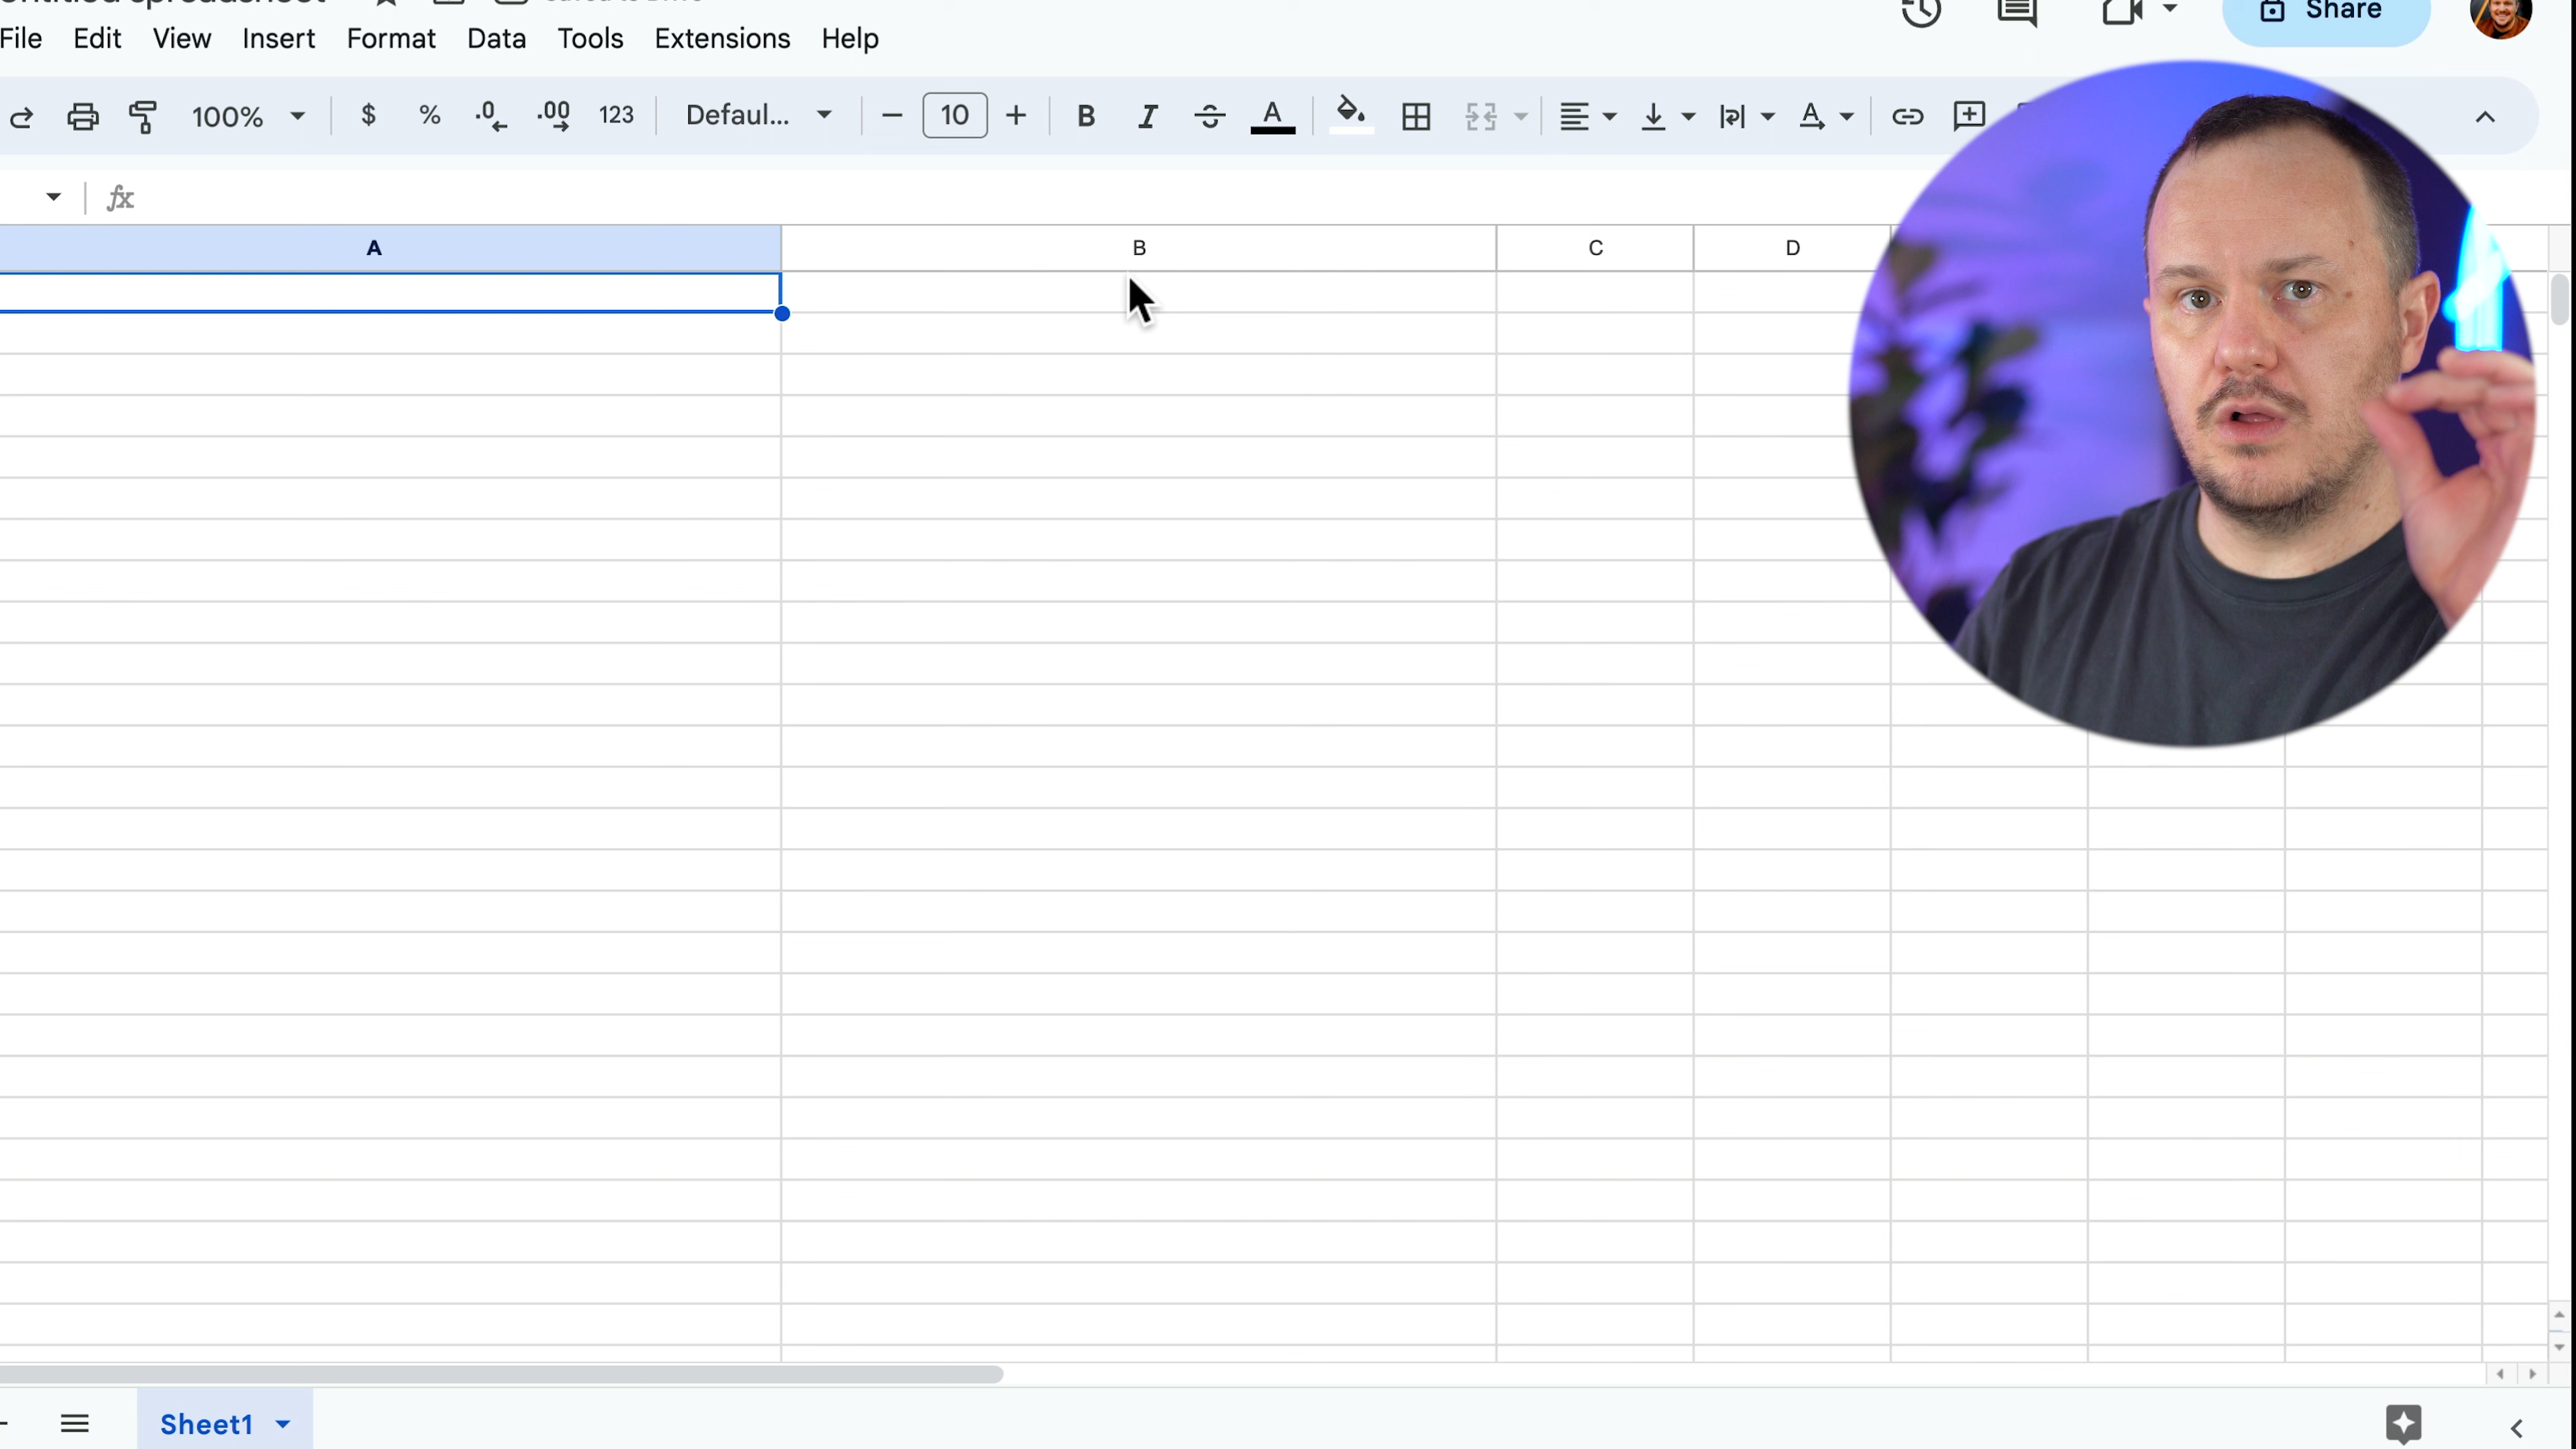 File Edit View Insert Format Data Tools Extensions Help
Share
100% $ % .0 .00 123 Defaul... 10 B I A A
fx
A B C D
Sheet1